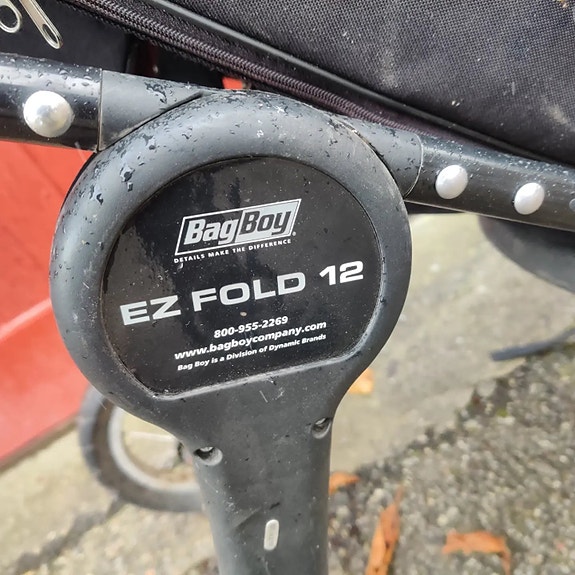 BagBoy®
DETAILS MAKE THE DIFFERENCE
EZ FOLD 12
800-955-2269
www.bagboycompany.com
Bag Boy is a Division of Dynamic Brands